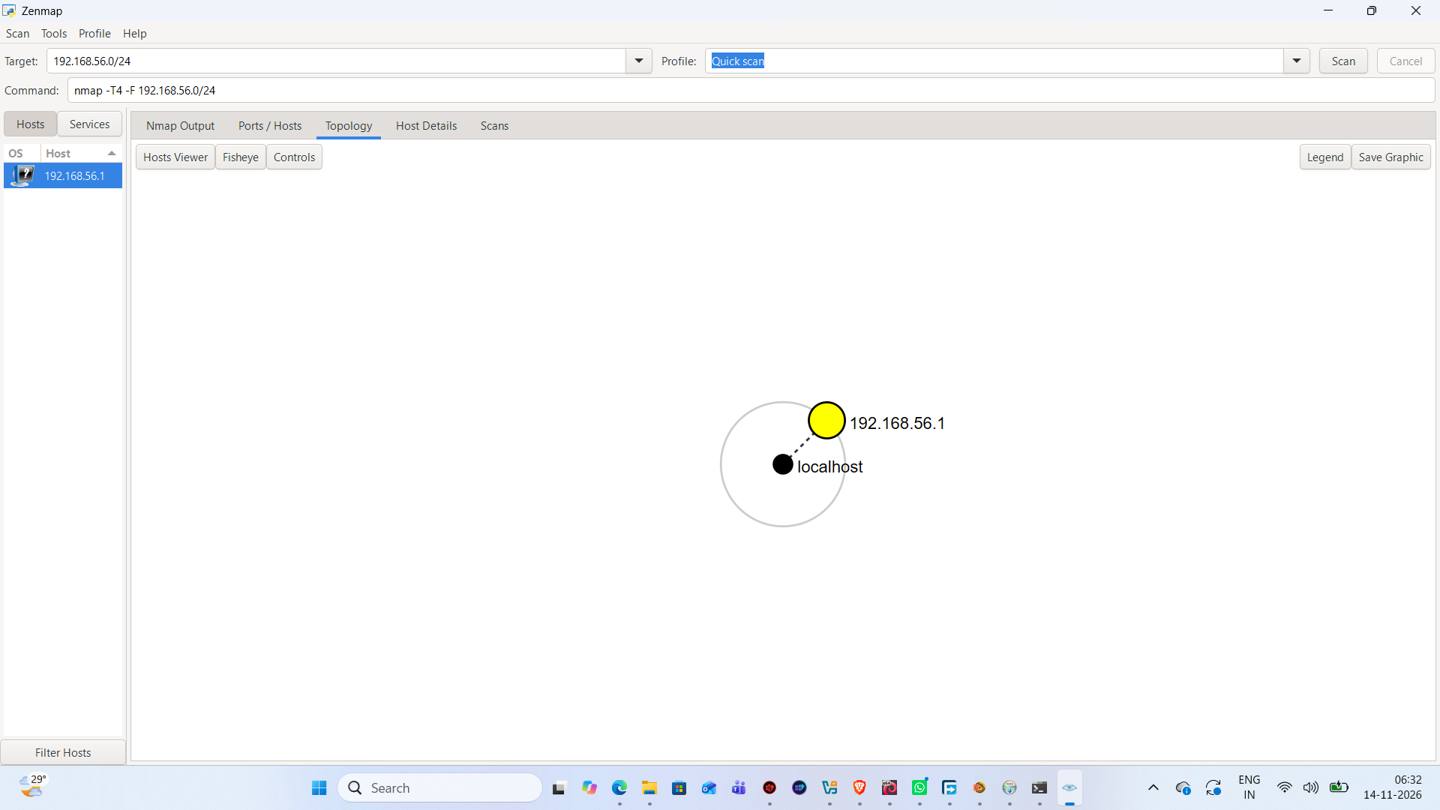 Zenmap
Scan Tools Profile Help
Target: 192.168.56.0/24 Profile: Quick scan Scan Cancel
Command: nmap -T4 -F 192.168.56.0/24
Hosts Services Nmap Output Ports / Hosts Topology Host Details Scans
OS Host Hosts Viewer Fisheye Controls Legend Save Graphic
192.168.56.1
192.168.56.1
localhost
Filter Hosts
29° Search ENG IN 06:32 14-11-2026